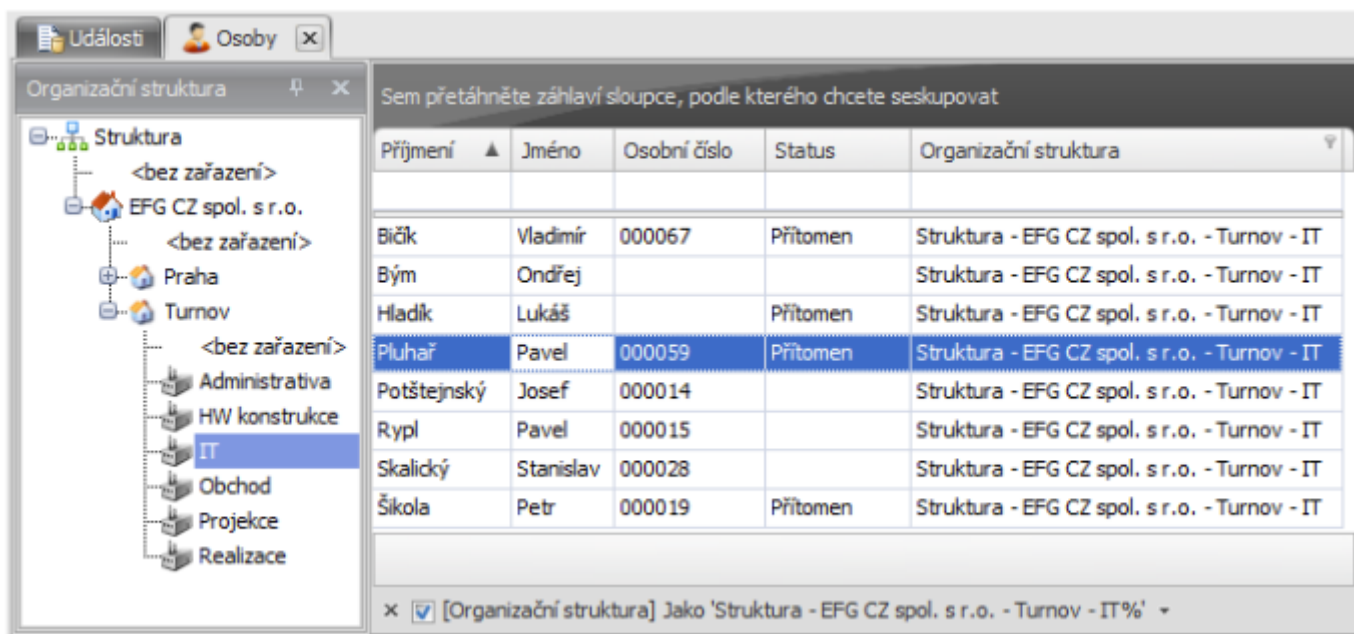 Události Osoby
Organizační struktura
Struktura
<bez zařazení>
EFG CZ spol. s r.o.
<bez zařazení>
Praha
Turnov
<bez zařazení>
Administrativa
HW konstrukce
IT
Obchod
Projekce
Realizace
Sem přetáhněte záhlaví sloupce, podle kterého chcete seskupovat
Příjmení Jméno Osobní číslo Status Organizační struktura
Bičík Vladimír 000067 Přítomen Struktura - EFG CZ spol. s r.o. - Turnov - IT
Bým Ondřej Struktura - EFG CZ spol. s r.o. - Turnov - IT
Hladík Lukáš Přítomen Struktura - EFG CZ spol. s r.o. - Turnov - IT
Pluhař Pavel 000059 Přítomen Struktura - EFG CZ spol. s r.o. - Turnov - IT
Potštejnský Josef 000014 Struktura - EFG CZ spol. s r.o. - Turnov - IT
Rypl Pavel 000015 Struktura - EFG CZ spol. s r.o. - Turnov - IT
Skalický Stanislav 000028 Struktura - EFG CZ spol. s r.o. - Turnov - IT
Šikola Petr 000019 Přítomen Struktura - EFG CZ spol. s r.o. - Turnov - IT
[Organizační struktura] Jako 'Struktura - EFG CZ spol. s r.o. - Turnov - IT%'